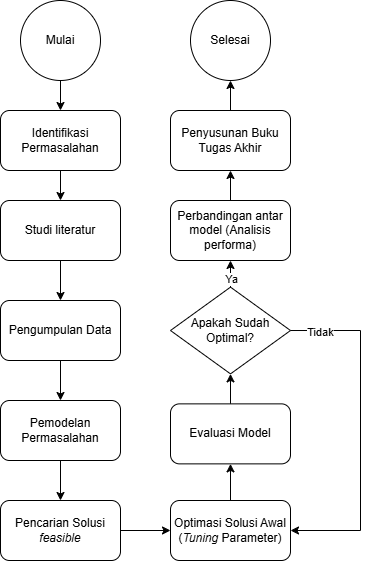 Mulai
Identifikasi
Permasalahan
Studi literatur
Pengumpulan Data
Pemodelan
Permasalahan
Pencarian Solusi
feasible
Optimasi Solusi Awal
(Tuning Parameter)
Evaluasi Model
Apakah Sudah
Optimal?
Tidak
Ya
Perbandingan antar
model (Analisis
performa)
Penyusunan Buku
Tugas Akhir
Selesai